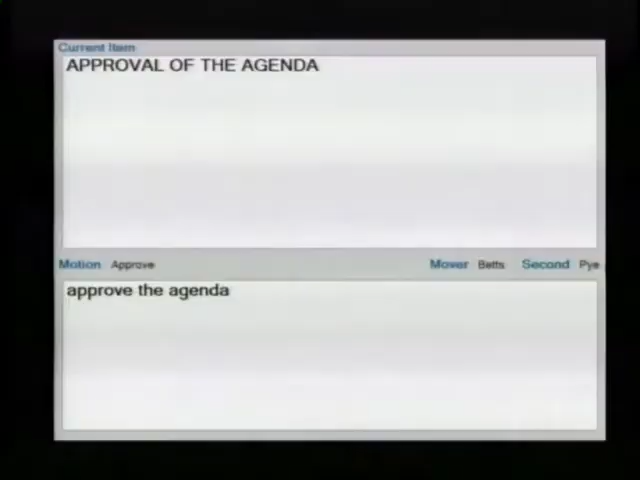 Current Item
APPROVAL OF THE AGENDA
Motion Approve Mover Betts Second Pye
approve the agenda